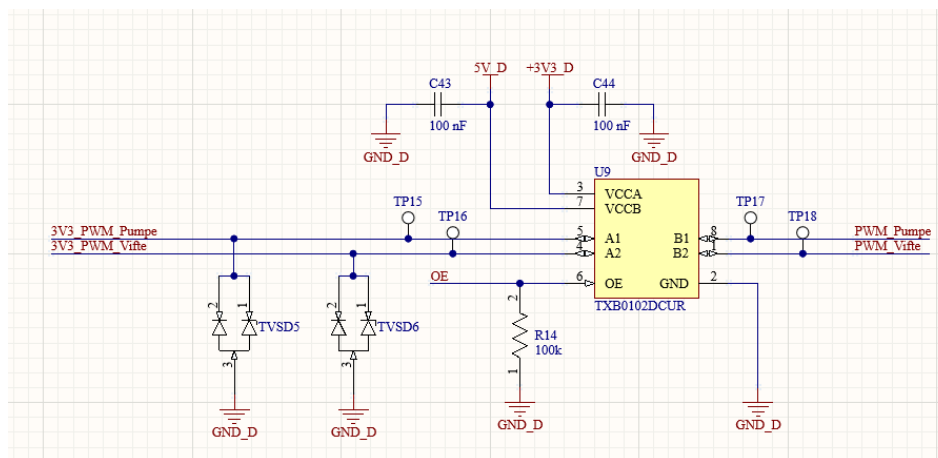 5V_D +3V3_D
C43 C44
100 nF 100 nF
GND_D GND_D
U9
3 VCCA
7 VCCB
TP15 TP17
TP16 TP18
3V3_PWM_Pumpe 5 A1 B1 8 PWM_Pumpe
3V3_PWM_Vifte 4 A2 B2 1 PWM_Vifte
OE 6 OE GND 2
TXB0102DCUR
2 1 TVSD5 2 1 TVSD6
2
R14
100k
3 3 1
GND_D GND_D GND_D GND_D